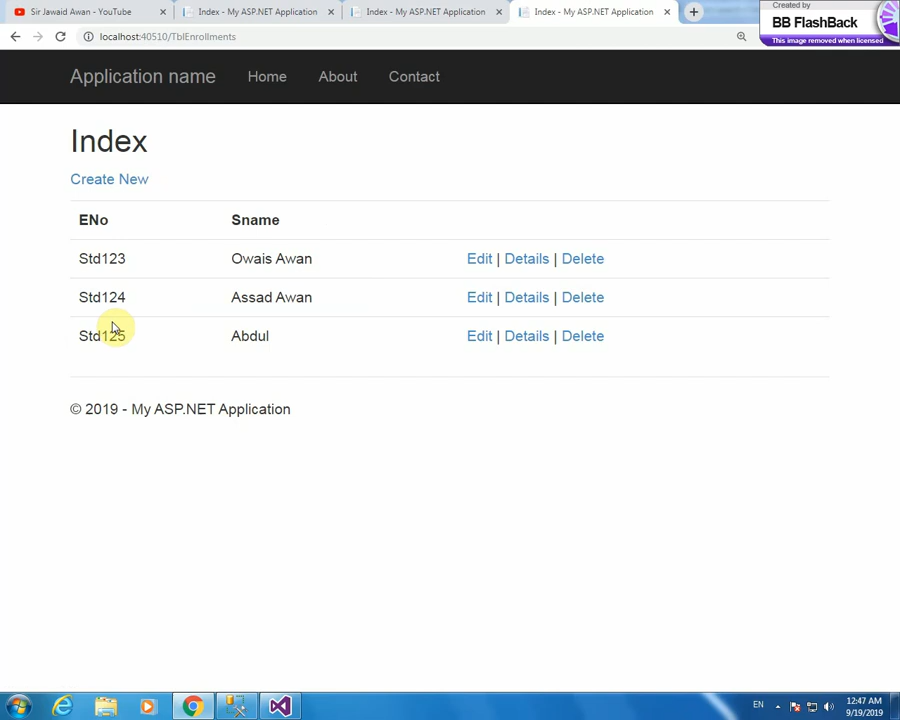 Sir Jawaid Awan - YouTube
Index - My ASP.NET Application
Index - My ASP.NET Application
Index - My ASP.NET Application
Created by
BB FlashBack
This image removed when licensed
localhost:40510/TblEnrollments
Application name Home About Contact
Index
Create New
ENo Sname
Std123 Owais Awan Edit | Details | Delete
Std124 Assad Awan Edit | Details | Delete
Std125 Abdul Edit | Details | Delete
© 2019 - My ASP.NET Application
EN
12:47 AM
9/19/2019